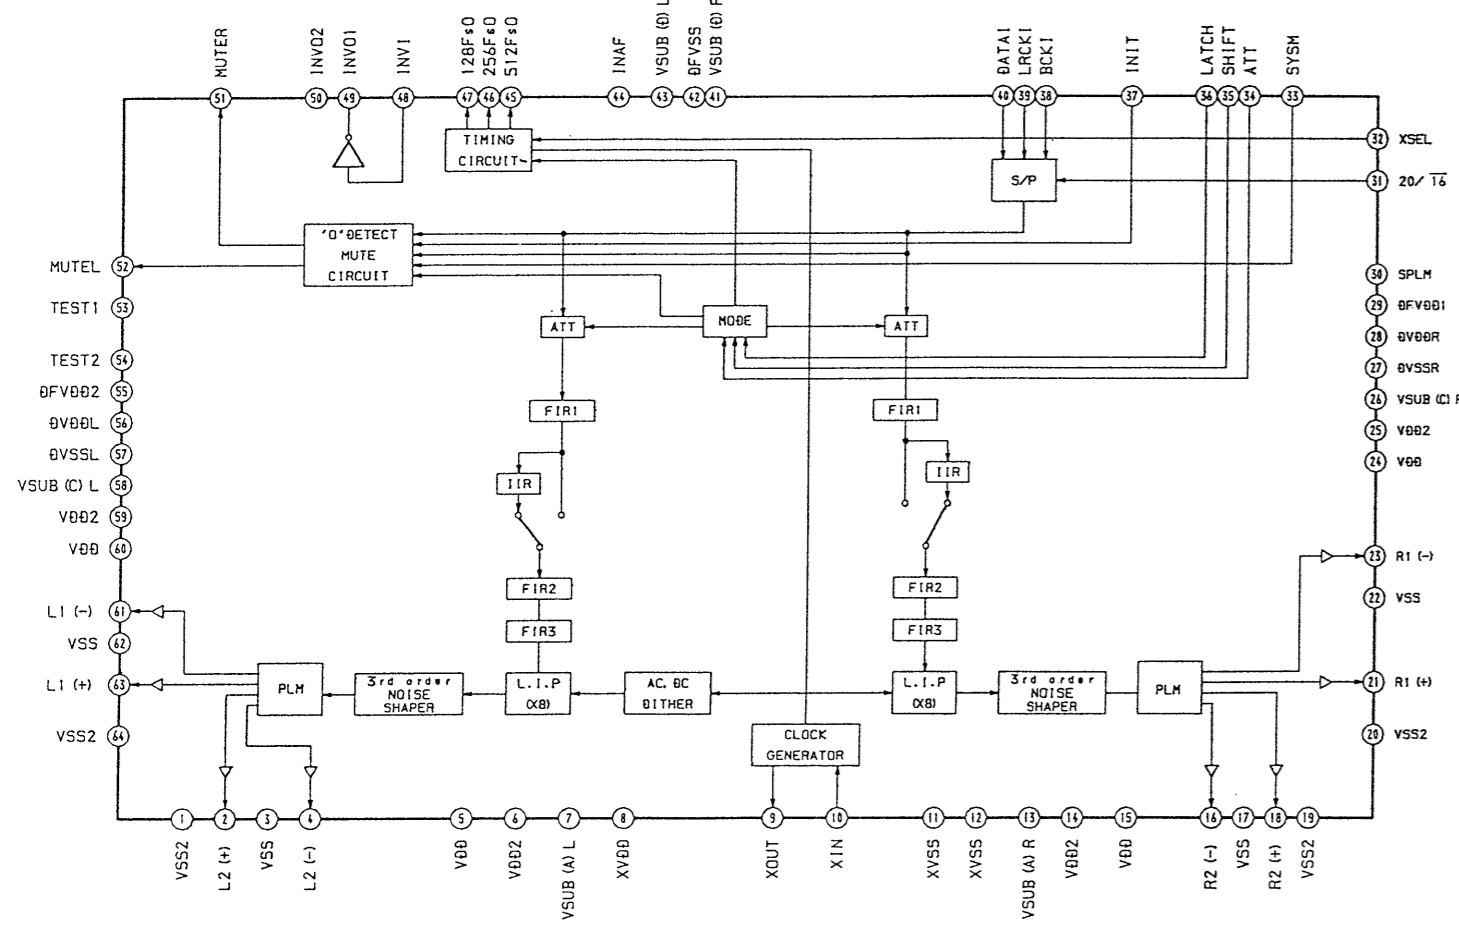 MUTER
INVO2
INVO1
INVI
128FsO
256FsO
512FsO
INAF
VSUB (D) L
DFVSS
VSUB (D) R
DATAI
LRCKI
BCKI
INIT
LATCH
SHIFT
ATT
SYSM
51
50
49
48
47
46
45
44
43
42
41
40
39
38
37
36
35
34
33
TIMING
CIRCUIT
32 XSEL
S/P
31 20/16
"0"DETECT
MUTE
CIRCUIT
MUTEL 52
30 SPLM
TEST1 53
29 DFVDD1
ATT
MODE
ATT
28 DVDDR
TEST2 54
27 DVSSR
DFVDD2 55
26 VSUB (C) R
FIR1
FIR1
DVDDL 56
25 VDD2
DVSSL 57
24 VDD
VSUB (C) L 58
IIR
IIR
VDD2 59
VDD 60
23 R1 (-)
FIR2
FIR2
22 VSS
L1 (-) 61
FIR3
FIR3
VSS 62
L1 (+) 63
PLM
3rd order
NOISE
SHAPER
L.I.P
(X8)
AC. DC
DITHER
L.I.P
(X8)
3rd order
NOISE
SHAPER
PLM
21 R1 (+)
VSS2 64
CLOCK
GENERATOR
20 VSS2
1
2
3
4
5
6
7
8
9
10
11
12
13
14
15
16
17
18
19
VSS2
L2 (+)
VSS
L2 (-)
VDD
VDD2
VSUB (A) L
XVDD
XOUT
XIN
XVSS
XVSS
VSUB (A) R
VDD2
VDD
R2 (-)
VSS
R2 (+)
VSS2